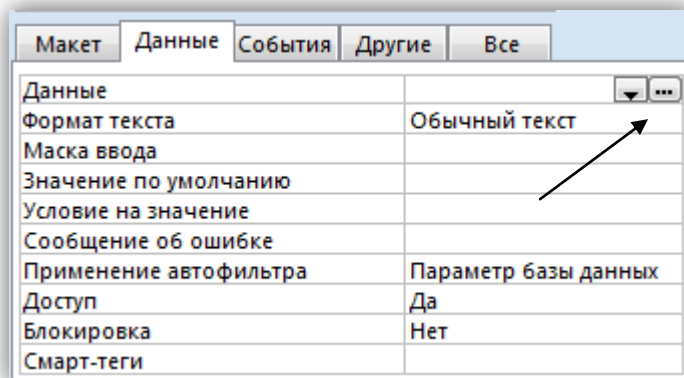 Макет Данные События Другие Все
Данные
Формат текста Обычный текст
Маска ввода
Значение по умолчанию
Условие на значение
Сообщение об ошибке
Применение автофильтра Параметр базы данных
Доступ Да
Блокировка Нет
Смарт-теги